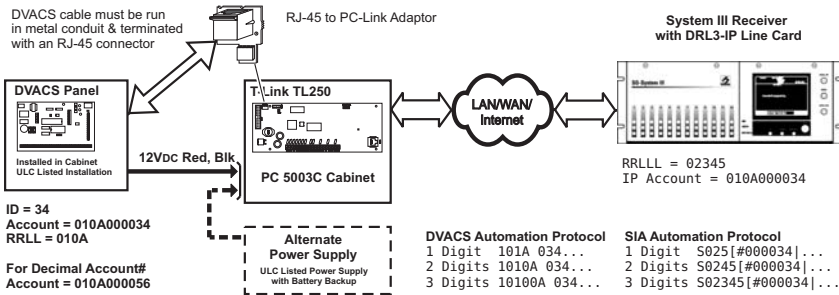 DVACS cable must be run
in metal conduit & terminated
with an RJ-45 connector
RJ-45 to PC-Link Adaptor
System III Receiver
with DRL3-IP Line Card
DVACS Panel
Installed in Cabinet
ULC Listed Installation
T-Link TL250
PC 5003C Cabinet
12VDC Red, Blk
LAN/WAN/
Internet
SG-System III
RRLLL = 02345
IP Account = 010A000034
ID = 34
Account = 010A000034
RRLL = 010A
For Decimal Account#
Account = 010A000056
Alternate
Power Supply
ULC Listed Power Supply
with Battery Backup
DVACS Automation Protocol
1 Digit 101A 034...
2 Digits 1010A 034...
3 Digits 10100A 034...
SIA Automation Protocol
1 Digit S025[#000034|...
2 Digits S0245[#000034|...
3 Digits S02345[#000034|...